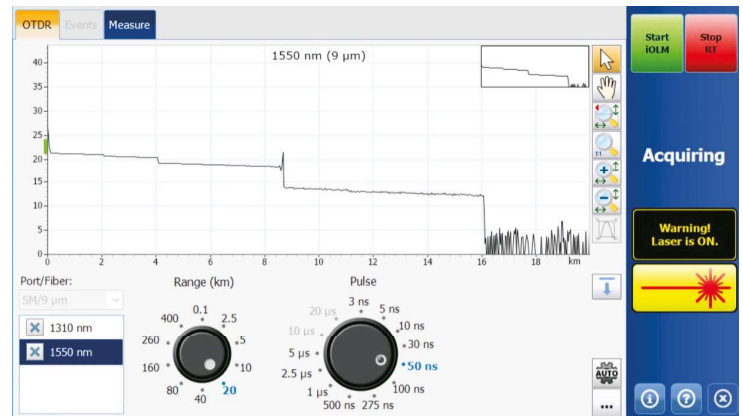 OTDR Events Measure
1550 nm (9 µm)
40
35
30
25
20
15
10
5
0
0 2 4 6 8 10 12 14 16 18 km
Port/Fiber:
SM/9 µm
1310 nm
1550 nm
Range (km)
0.1
2.5
5
10
20
40
80
160
260
400
Pulse
3 ns
5 ns
10 ns
30 ns
50 ns
100 ns
275 ns
500 ns
1 µs
2.5 µs
5 µs
10 µs
20 µs
1:1
AUTO
...
Start
iOLM
Stop
RT
Acquiring
Warning!
Laser is ON.